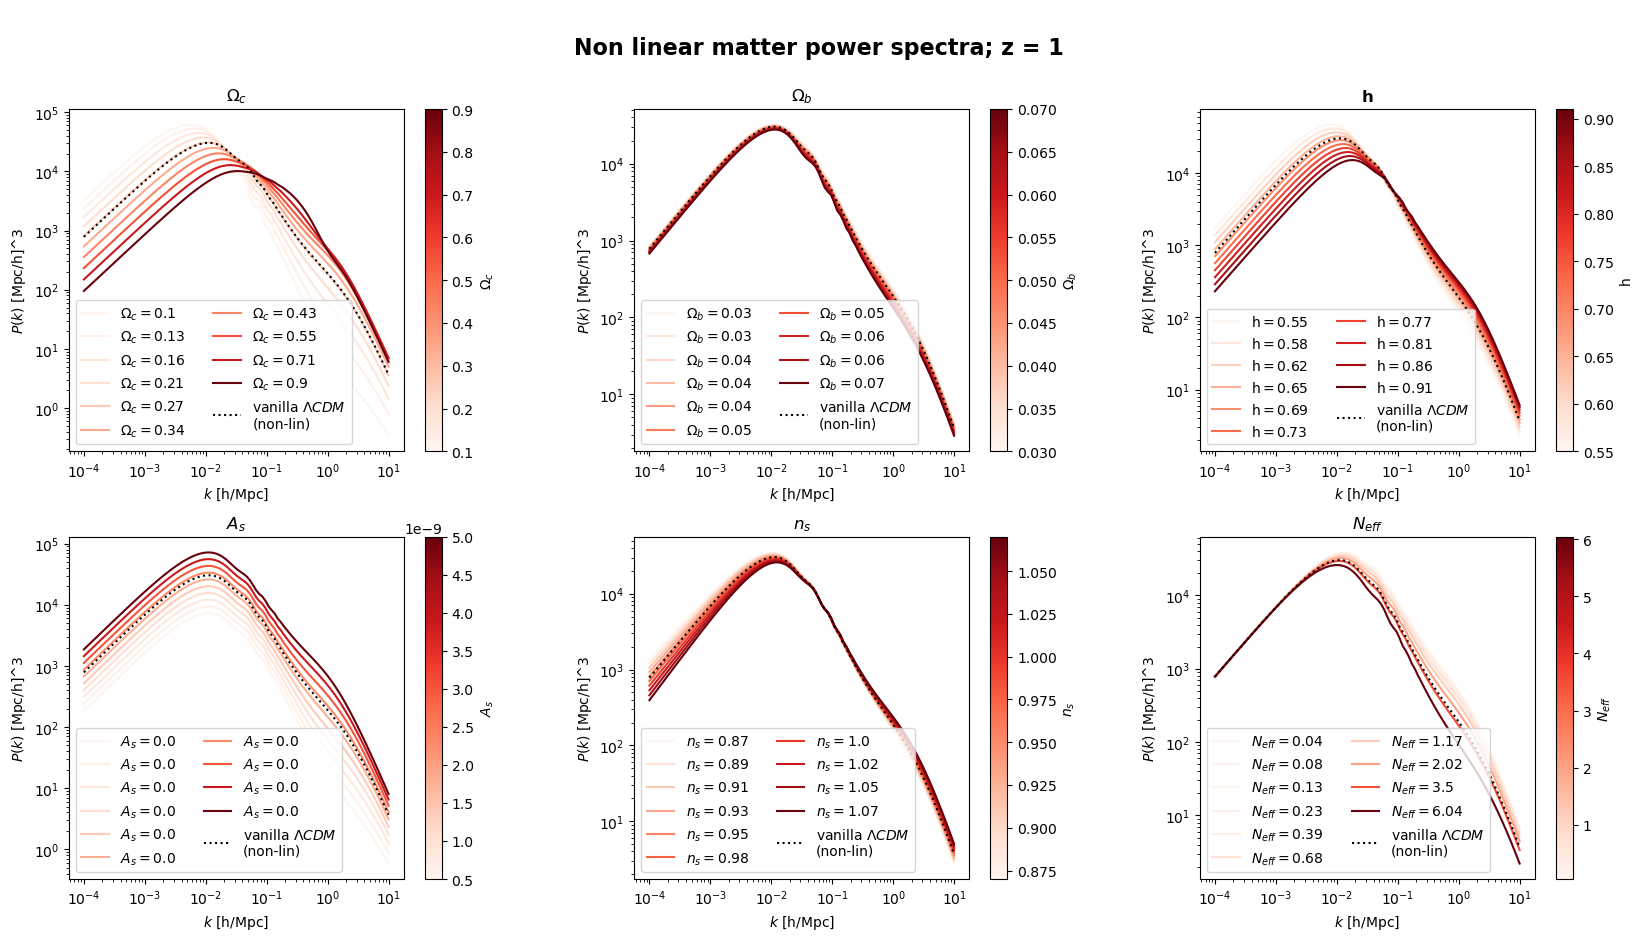 Non linear matter power spectra; z = 1
Ω_c
10^5
10^4
10^3
10^2
10^1
10^0
P(k) [Mpc/h]^3
Ω_c = 0.1
Ω_c = 0.13
Ω_c = 0.16
Ω_c = 0.21
Ω_c = 0.27
Ω_c = 0.34
Ω_c = 0.43
Ω_c = 0.55
Ω_c = 0.71
Ω_c = 0.9
vanilla ΛCDM
(non-lin)
10^−4 10^−3 10^−2 10^−1 10^0 10^1
k [h/Mpc]
0.9
0.8
0.7
0.6
0.5
0.4
0.3
0.2
0.1
Ω_c
Ω_b
10^4
10^3
10^2
10^1
P(k) [Mpc/h]^3
Ω_b = 0.03
Ω_b = 0.03
Ω_b = 0.04
Ω_b = 0.04
Ω_b = 0.04
Ω_b = 0.05
Ω_b = 0.05
Ω_b = 0.06
Ω_b = 0.06
Ω_b = 0.07
vanilla ΛCDM
(non-lin)
10^−4 10^−3 10^−2 10^−1 10^0 10^1
k [h/Mpc]
0.070
0.065
0.060
0.055
0.050
0.045
0.040
0.035
0.030
Ω_b
h
10^4
10^3
10^2
10^1
P(k) [Mpc/h]^3
h = 0.55
h = 0.58
h = 0.62
h = 0.65
h = 0.69
h = 0.73
h = 0.77
h = 0.81
h = 0.86
h = 0.91
vanilla ΛCDM
(non-lin)
10^−4 10^−3 10^−2 10^−1 10^0 10^1
k [h/Mpc]
0.90
0.85
0.80
0.75
0.70
0.65
0.60
0.55
h
A_s
10^5
10^4
10^3
10^2
10^1
10^0
P(k) [Mpc/h]^3
A_s = 0.0
A_s = 0.0
A_s = 0.0
A_s = 0.0
A_s = 0.0
A_s = 0.0
A_s = 0.0
A_s = 0.0
A_s = 0.0
A_s = 0.0
vanilla ΛCDM
(non-lin)
10^−4 10^−3 10^−2 10^−1 10^0 10^1
k [h/Mpc]
1e−9
5.0
4.5
4.0
3.5
3.0
2.5
2.0
1.5
1.0
0.5
A_s
n_s
10^4
10^3
10^2
10^1
P(k) [Mpc/h]^3
n_s = 0.87
n_s = 0.89
n_s = 0.91
n_s = 0.93
n_s = 0.95
n_s = 0.98
n_s = 1.0
n_s = 1.02
n_s = 1.05
n_s = 1.07
vanilla ΛCDM
(non-lin)
10^−4 10^−3 10^−2 10^−1 10^0 10^1
k [h/Mpc]
1.050
1.025
1.000
0.975
0.950
0.925
0.900
0.875
n_s
N_eff
10^4
10^3
10^2
10^1
P(k) [Mpc/h]^3
N_eff = 0.04
N_eff = 0.08
N_eff = 0.13
N_eff = 0.23
N_eff = 0.39
N_eff = 0.68
N_eff = 1.17
N_eff = 2.02
N_eff = 3.5
N_eff = 6.04
vanilla ΛCDM
(non-lin)
10^−4 10^−3 10^−2 10^−1 10^0 10^1
k [h/Mpc]
6
5
4
3
2
1
N_eff